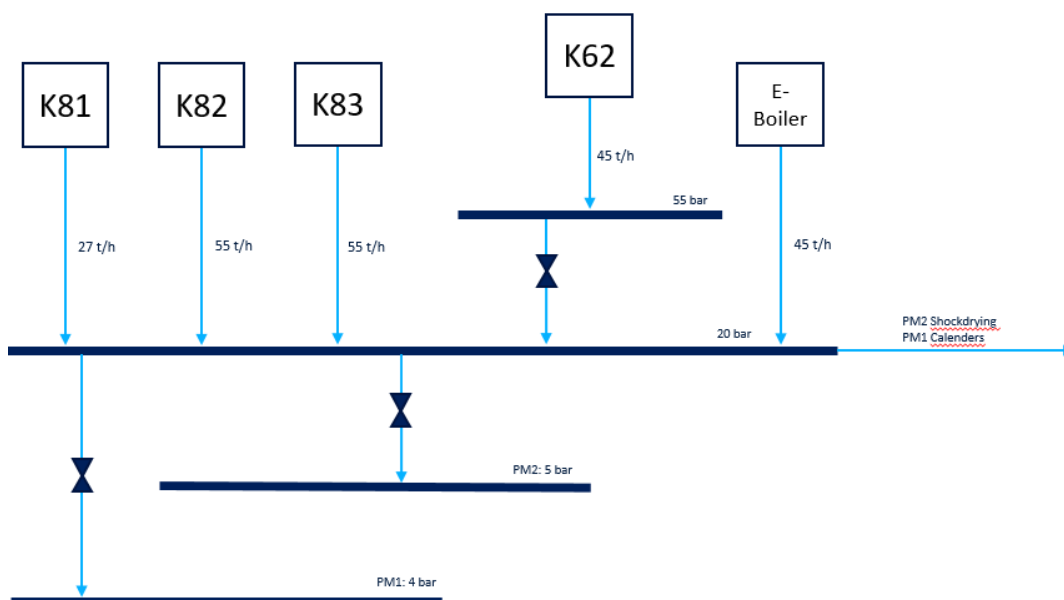 K81
K82
K83
K62
E-
Boiler
45 t/h
55 bar
27 t/h
55 t/h
55 t/h
45 t/h
20 bar
PM2 Shockdrying
PM1 Calenders
PM2: 5 bar
PM1: 4 bar